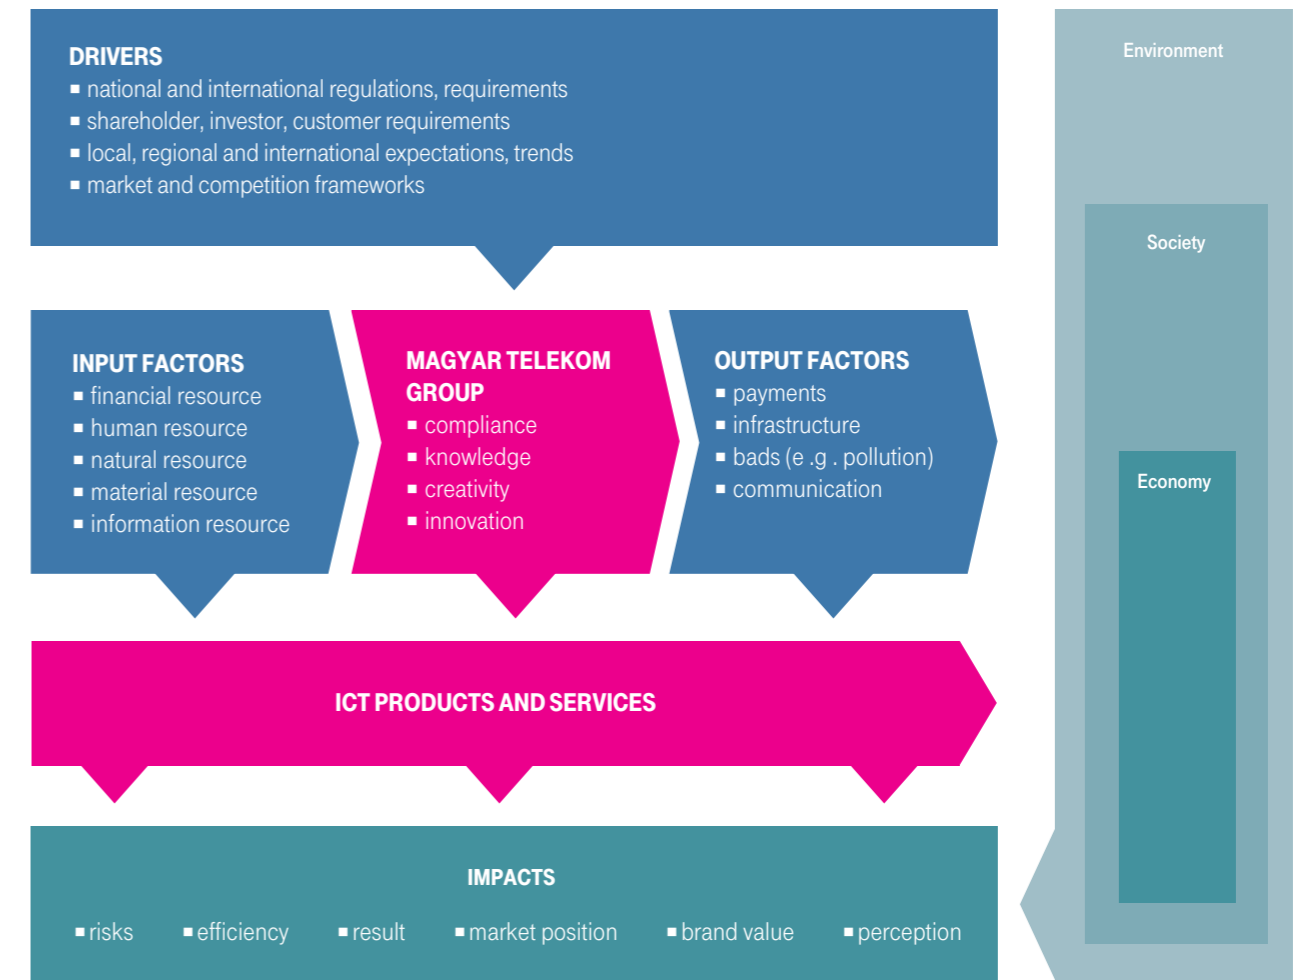 DRIVERS
▪ national and international regulations, requirements
▪ shareholder, investor, customer requirements
▪ local, regional and international expectations, trends
▪ market and competition frameworks
INPUT FACTORS
▪ financial resource
▪ human resource
▪ natural resource
▪ material resource
▪ information resource
MAGYAR TELEKOM
GROUP
▪ compliance
▪ knowledge
▪ creativity
▪ innovation
OUTPUT FACTORS
▪ payments
▪ infrastructure
▪ bads (e .g . pollution)
▪ communication
ICT PRODUCTS AND SERVICES
IMPACTS
▪ risks ▪ efficiency ▪ result ▪ market position ▪ brand value ▪ perception
Environment
Society
Economy